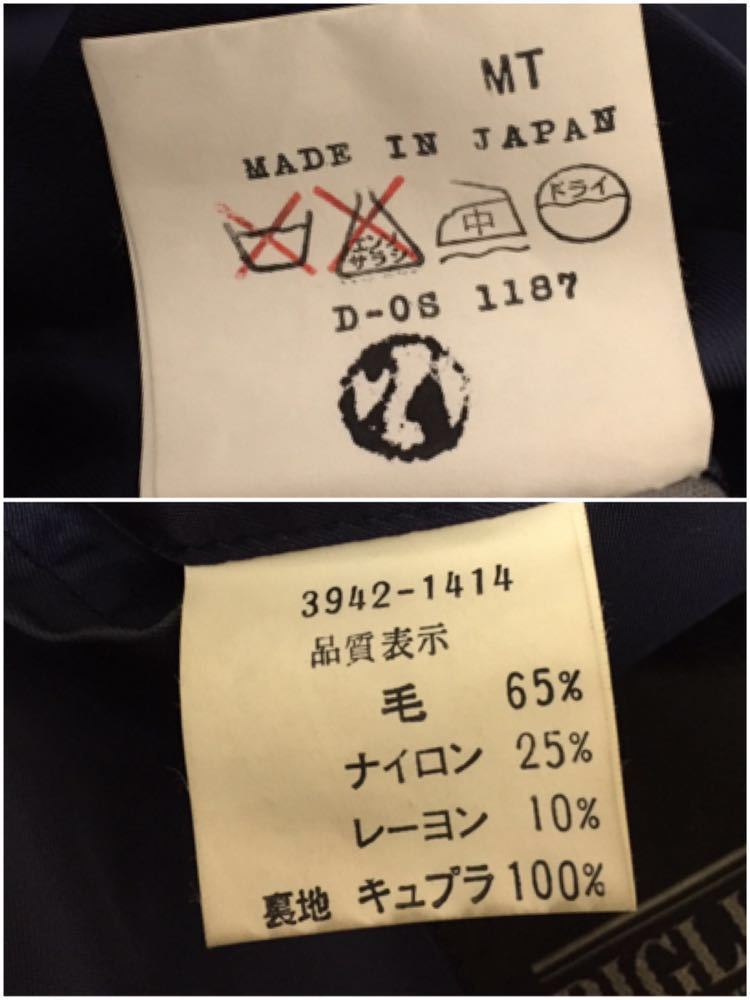 MT
MADE IN JAPAN
エンソ
サラシ
中
ドライ
D-0S 1187
3942-1414
品質表示
毛 65%
ナイロン 25%
レーヨン 10%
裏地 キュプラ 100%